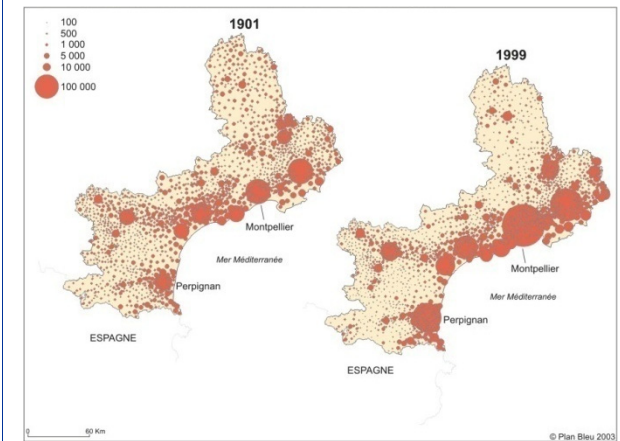 1901
100
500
1 000
5 000
10 000
100 000
1999
Montpellier
Mer Méditerranée
Perpignan
ESPAGNE
Montpellier
Mer Méditerranée
Perpignan
ESPAGNE
0 60 Km
© Plan Bleu 2003